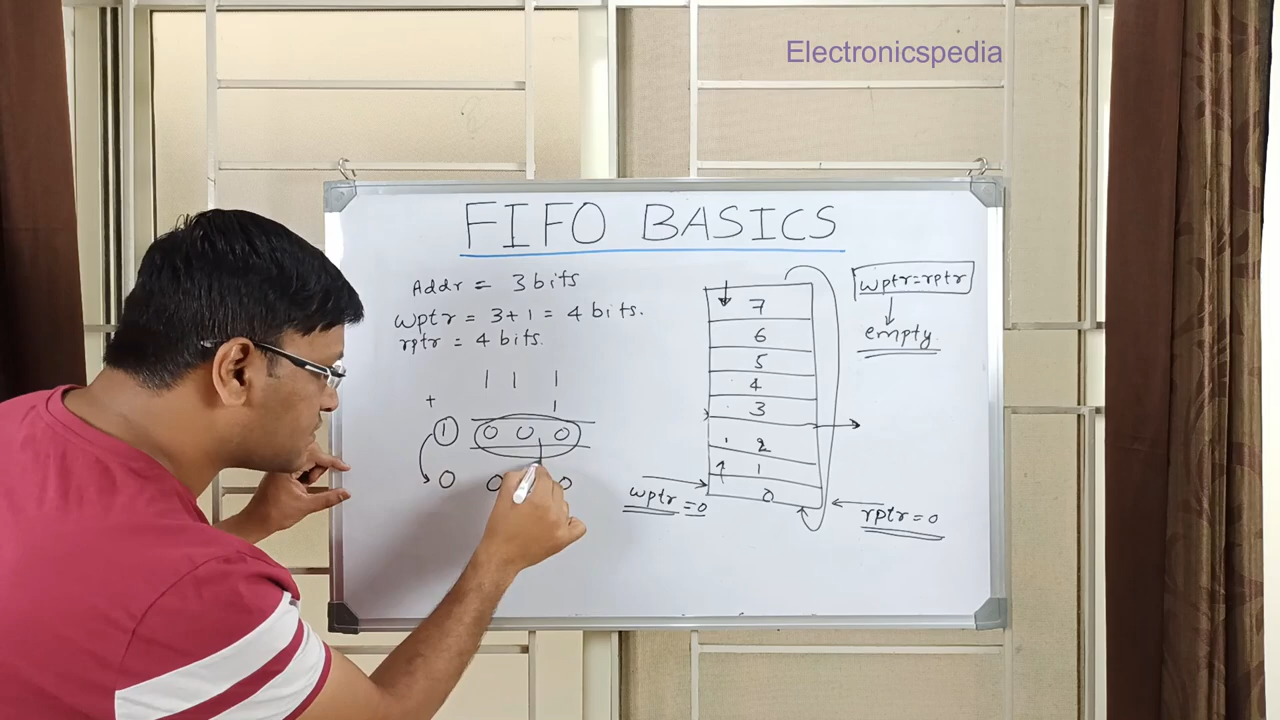 Electronicspedia
FIFO BASICS
Addr = 3 bits
wptr = 3+1 = 4 bits.
rptr = 4 bits.
1 1 1
+ 1
1 0 0 0
0 0 0
7
6
5
4
3
2
1
0
wptr=rptr
empty
wptr=0
rptr=0